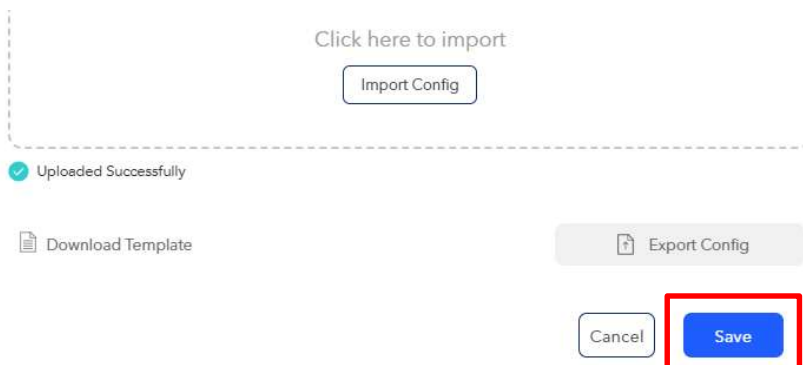 Click here to import
Import Config
Uploaded Successfully
Download Template
Export Config
Cancel
Save